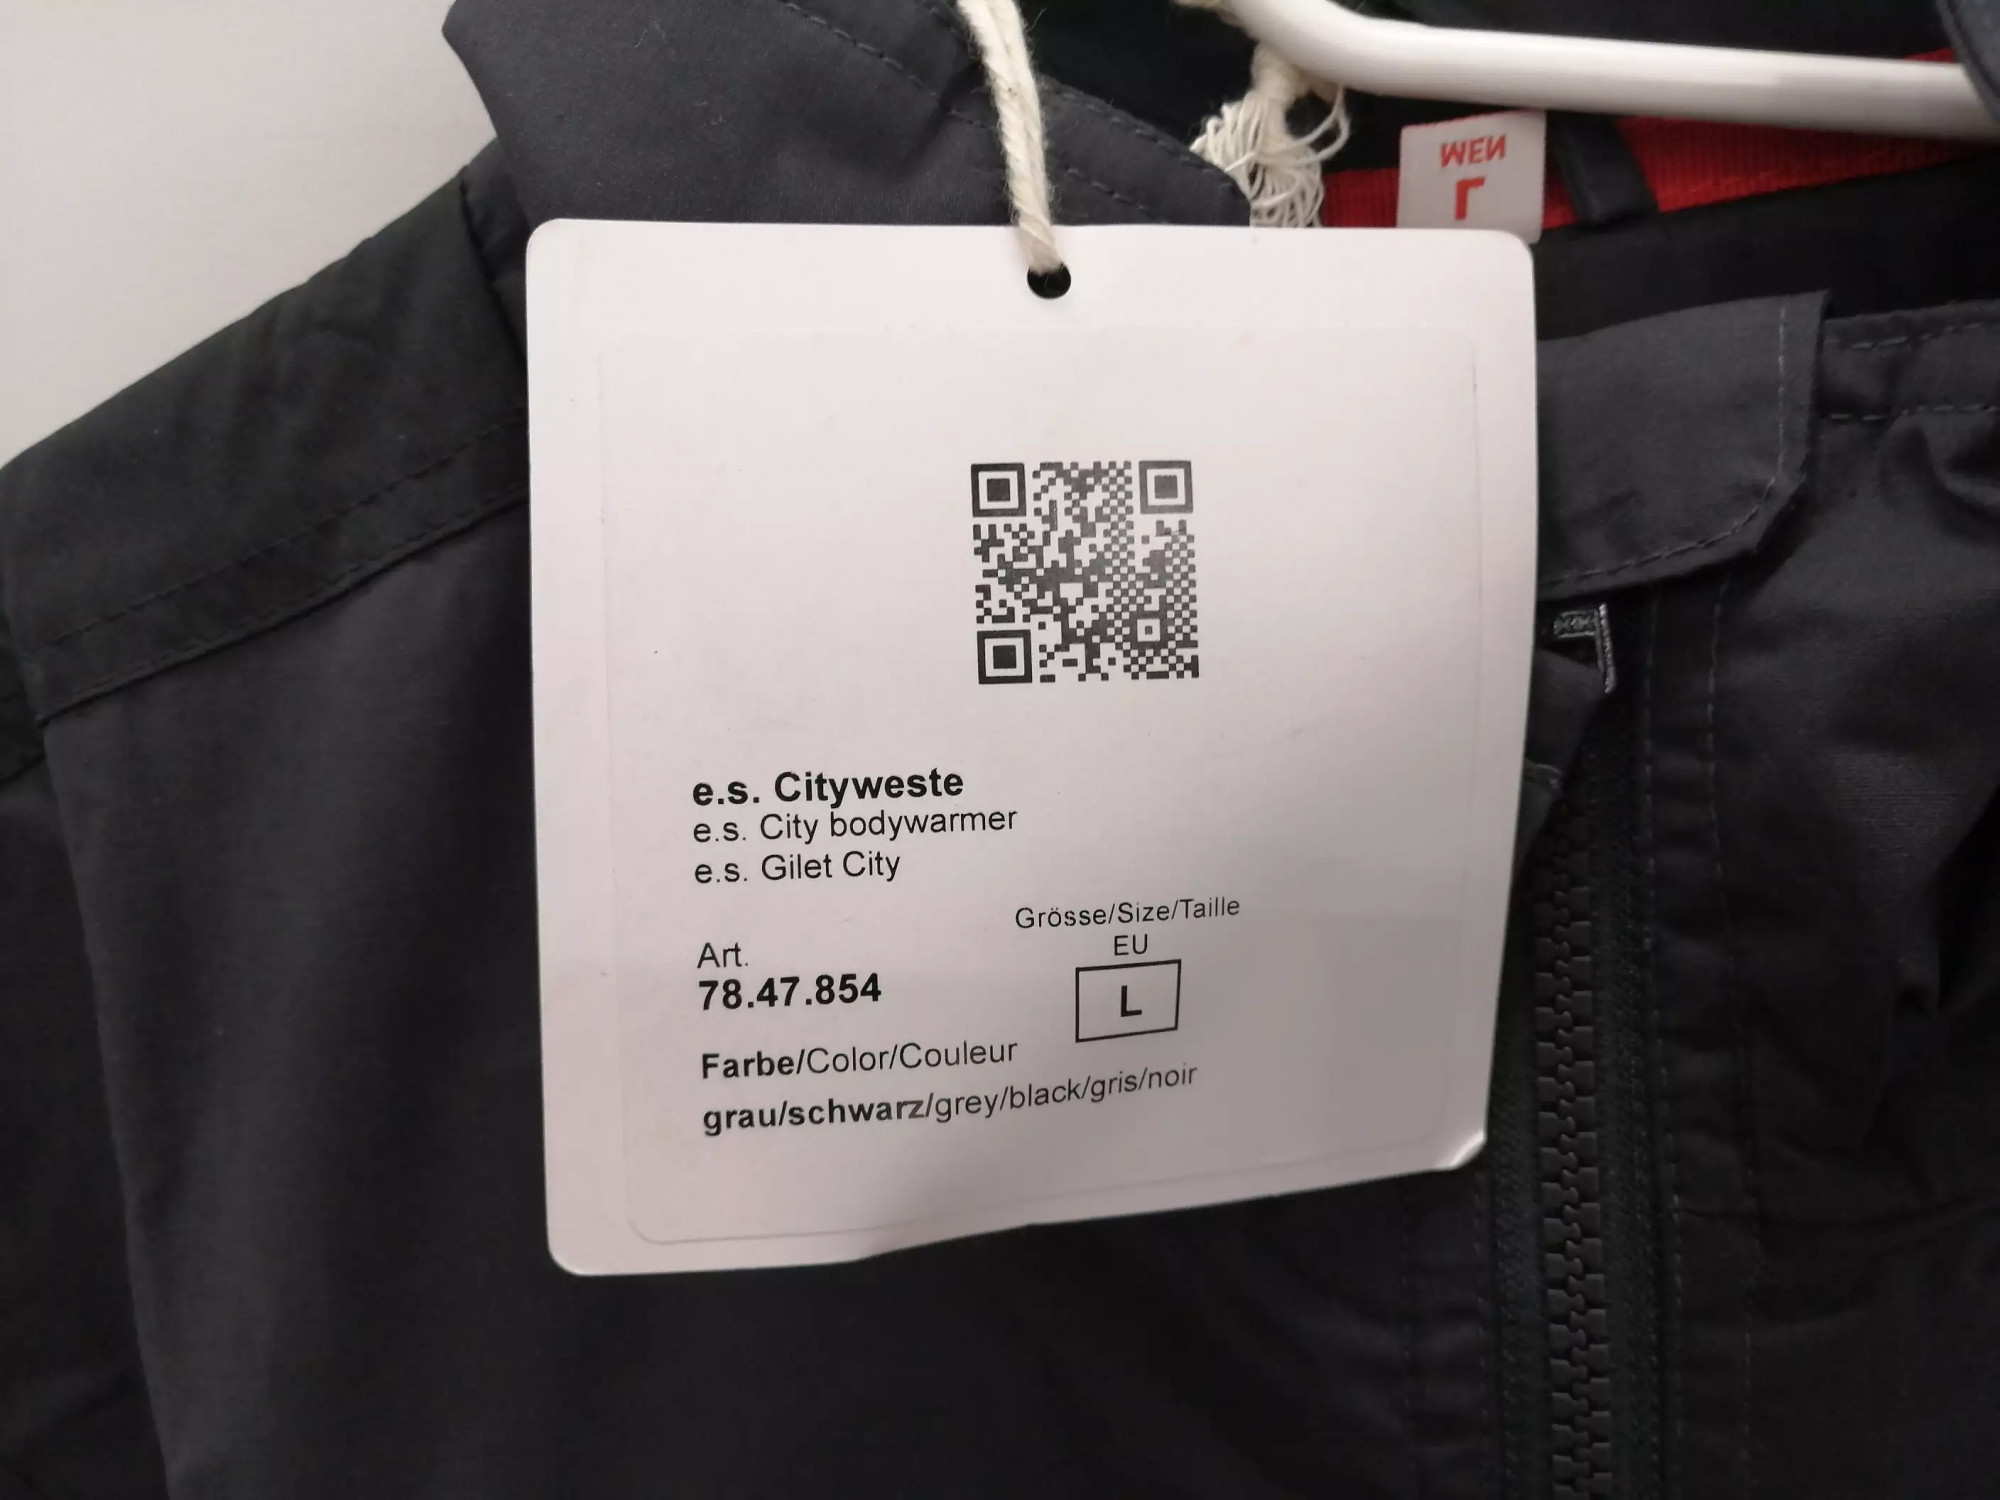 MEN
L
e.s. Cityweste
e.s. City bodywarmer
e.s. Gilet City
Grösse/Size/Taille
EU
L
Art.
78.47.854
Farbe/Color/Couleur
grau/schwarz/grey/black/gris/noir